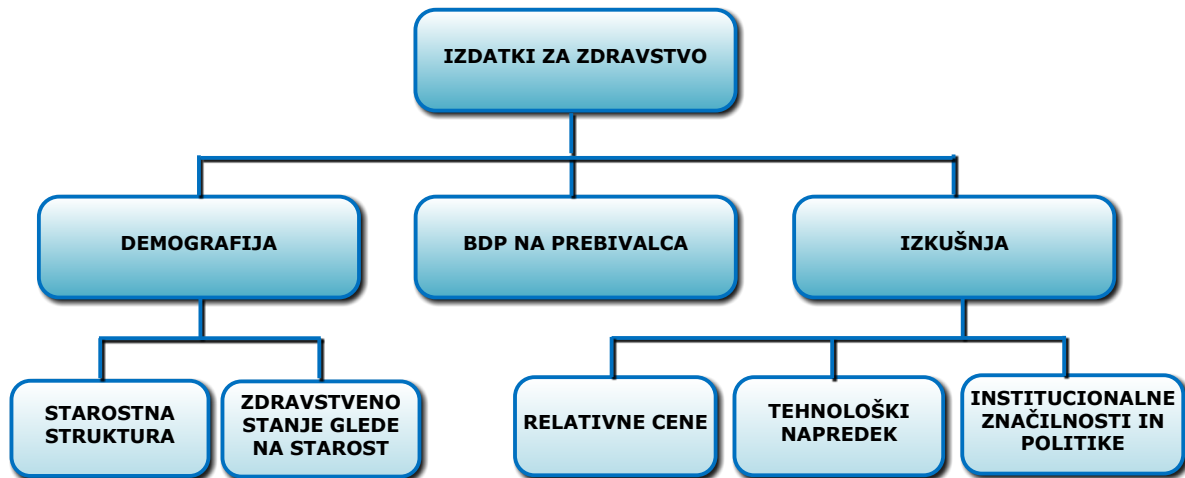 IZDATKI ZA ZDRAVSTVO
DEMOGRAFIJA
BDP NA PREBIVALCA
IZKUŠNJA
STAROSTNA
STRUKTURA
ZDRAVSTVENO
STANJE GLEDE
NA STAROST
RELATIVNE CENE
TEHNOLOŠKI
NAPREDEK
INSTITUCIONALNE
ZNAČILNOSTI IN
POLITIKE